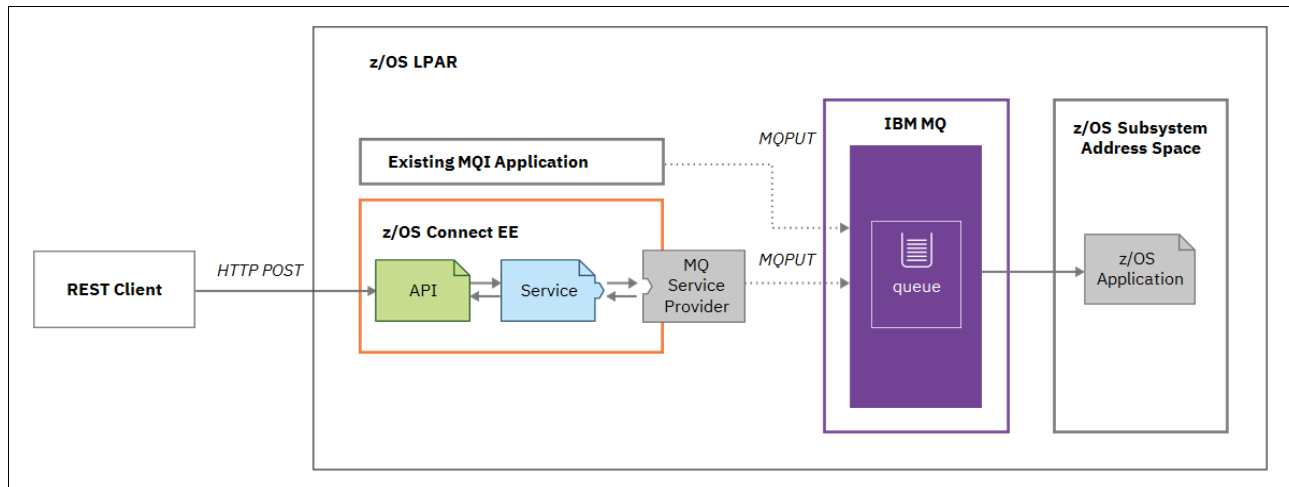 z/OS LPAR
IBM MQ
z/OS Subsystem
Address Space
MQPUT
Existing MQI Application
z/OS Connect EE
HTTP POST
REST Client
API
Service
MQ
Service
Provider
MQPUT
queue
z/OS
Application